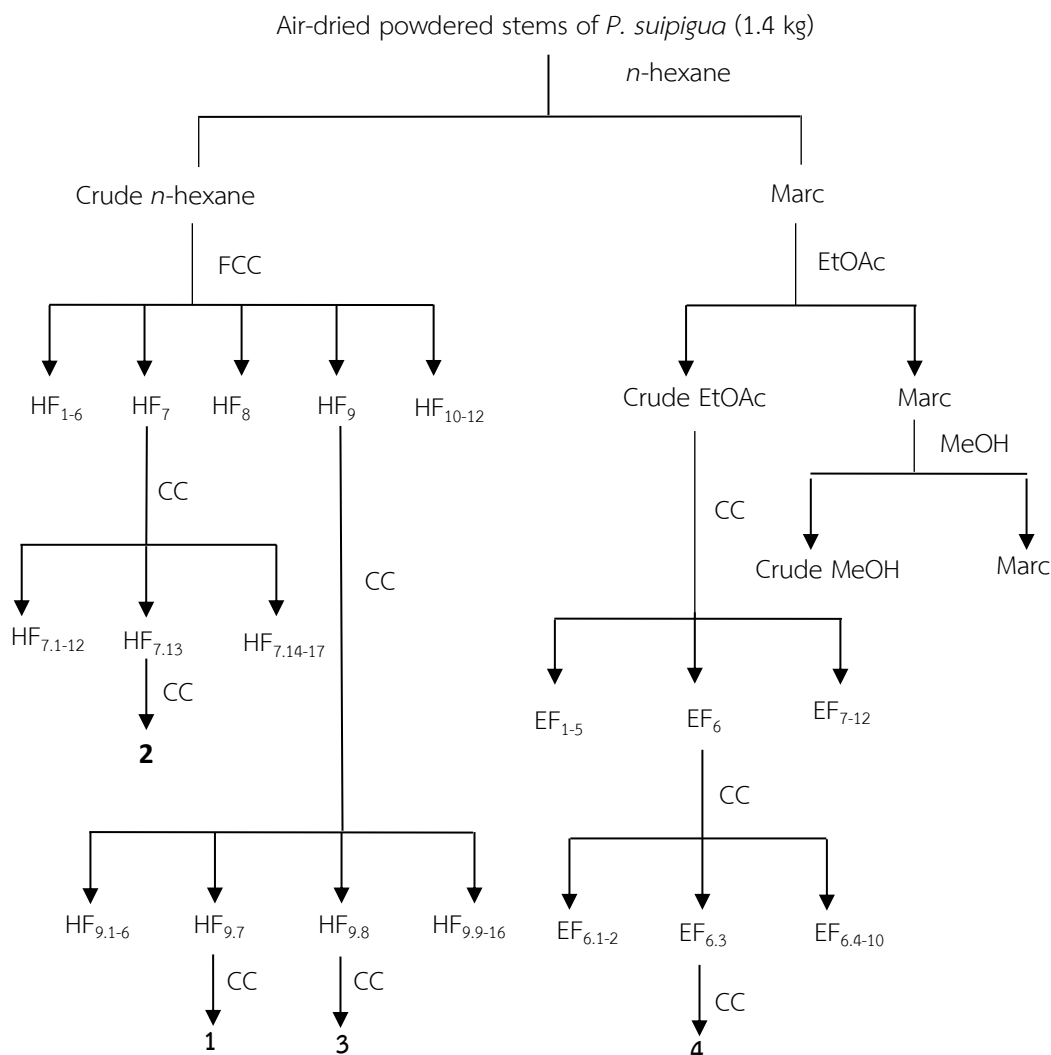 Air-dried powdered stems of P. suipigua (1.4 kg)
n-hexane
Crude n-hexane
Marc
FCC
EtOAc
HF1-6
HF7
HF8
HF9
HF10-12
Crude EtOAc
Marc
MeOH
CC
CC
Crude MeOH
Marc
CC
HF7.1-12
HF7.13
HF7.14-17
CC
EF1-5
EF6
EF7-12
2
CC
HF9.1-6
HF9.7
HF9.8
HF9.9-16
EF6.1-2
EF6.3
EF6.4-10
CC
CC
CC
1
3
4